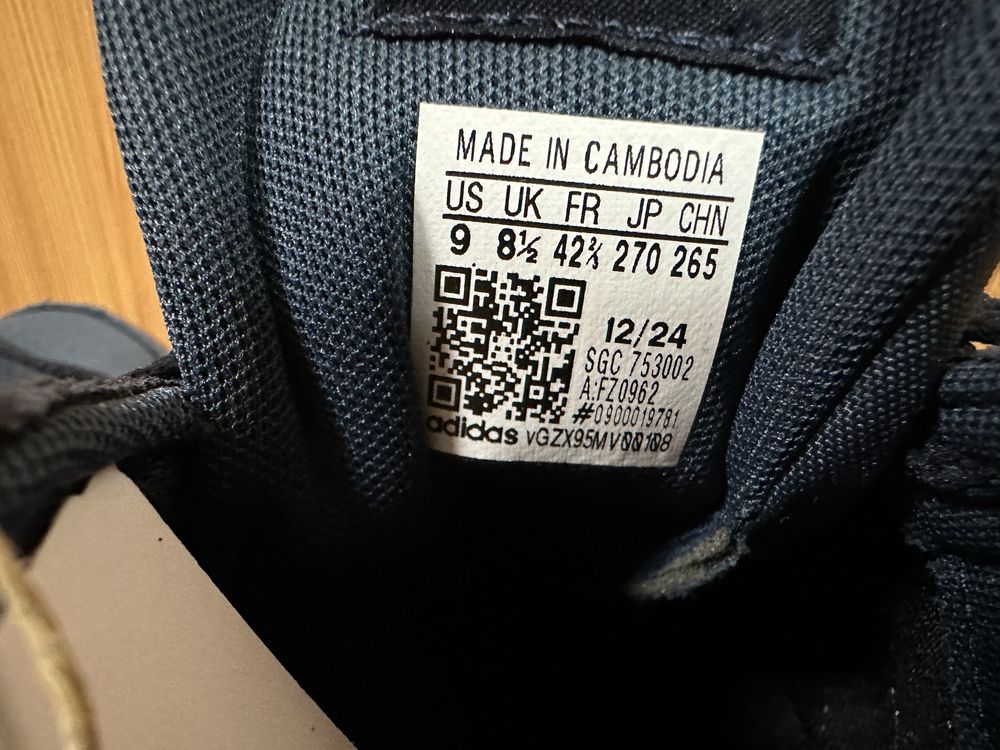 MADE IN CAMBODIA
US UK FR JP CHN
9 8½ 42⅔ 270 265
12/24
SGC 753002
A:FZ0962
#0900019781
adidas